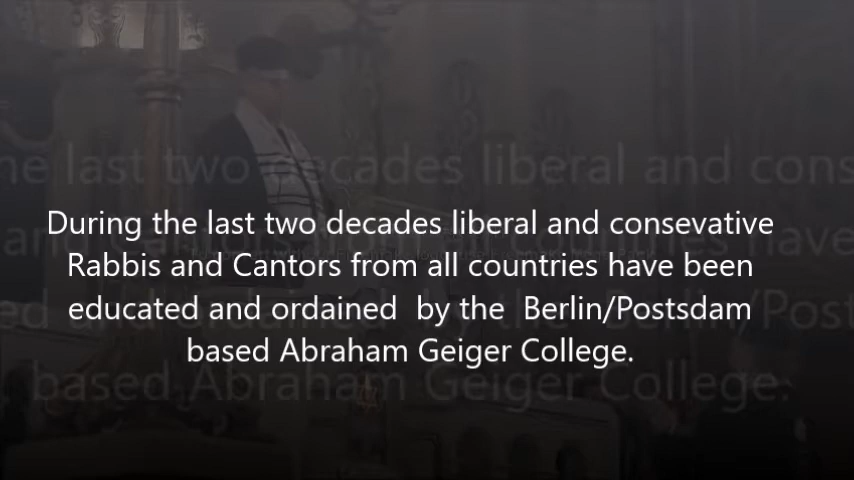 During the last two decades liberal and consevative
Rabbis and Cantors from all countries have been
educated and ordained  by the  Berlin/Postsdam
based Abraham Geiger College.